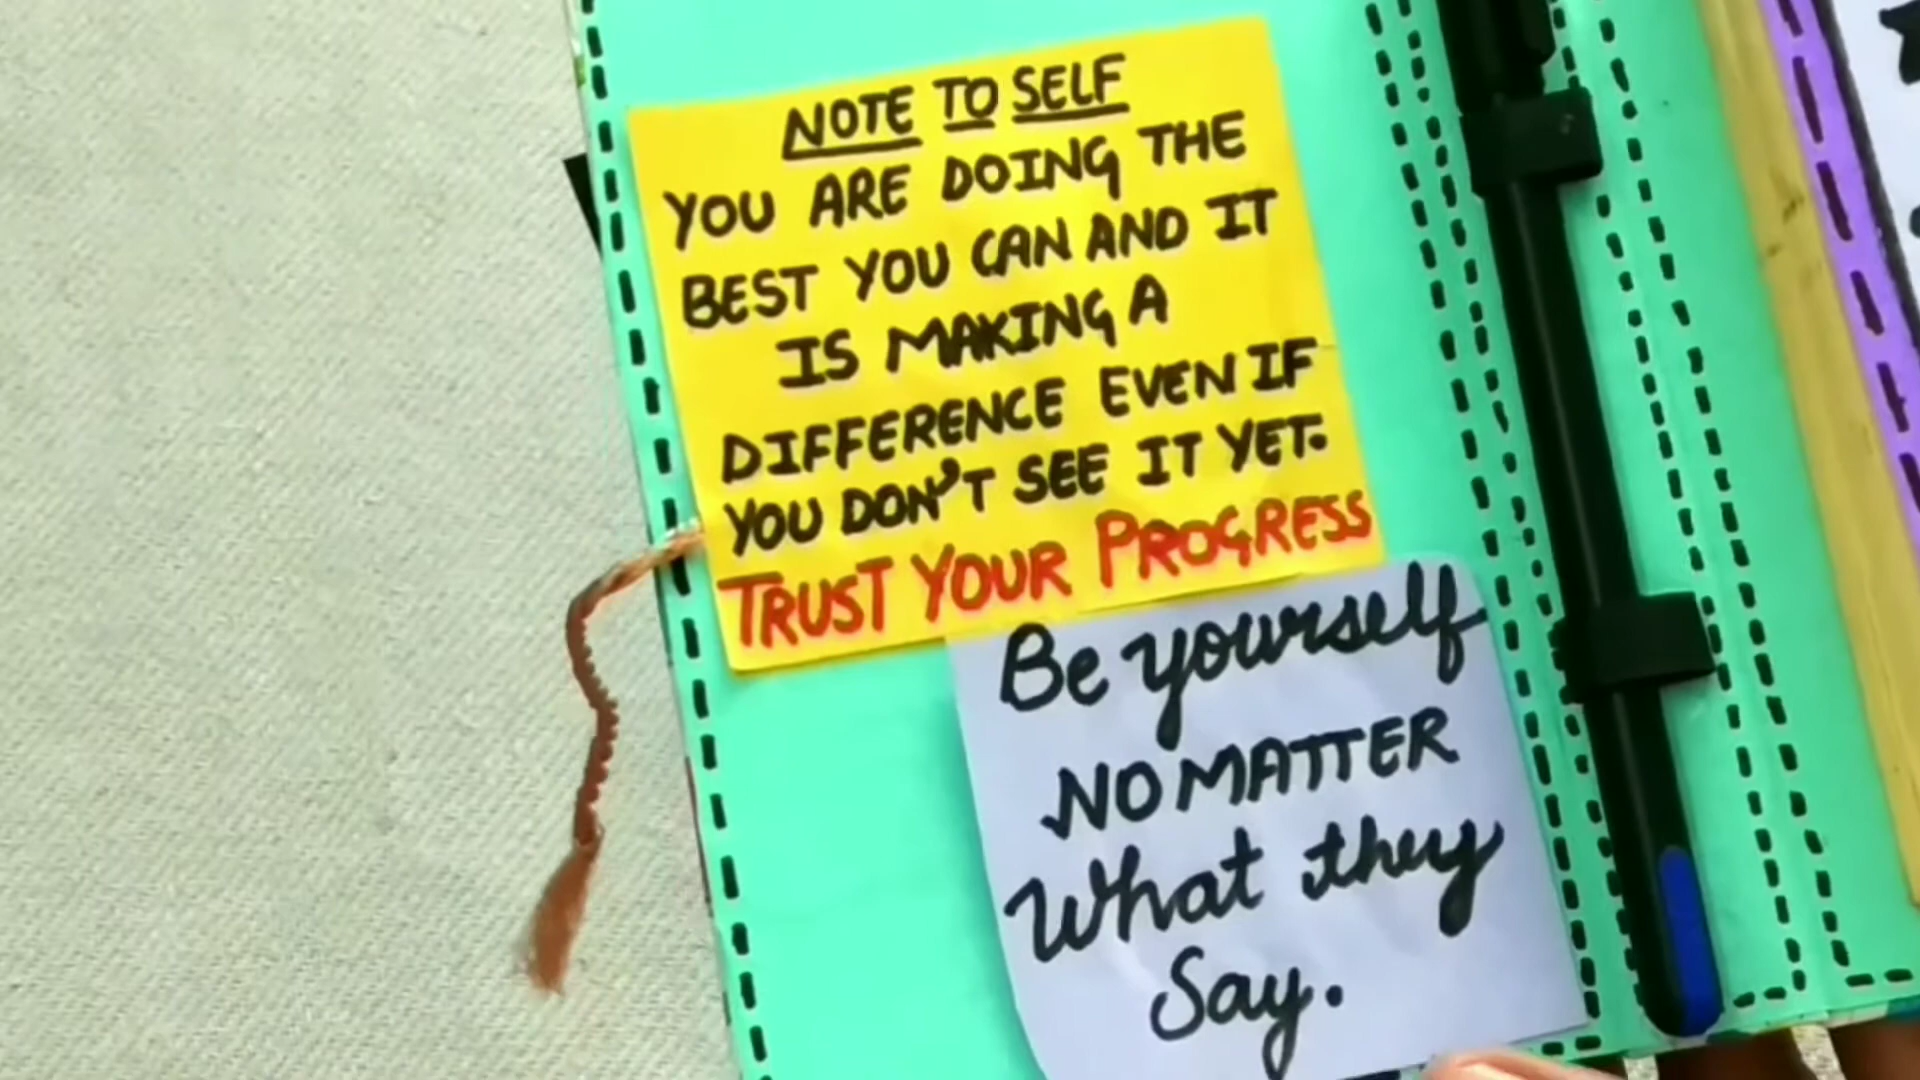 NOTE TO SELF
YOU ARE DOING THE
BEST YOU CAN AND IT
IS MAKING A
DIFFERENCE EVEN IF
YOU DON'T SEE IT YET.
TRUST YOUR PROGRESS
Be yourself
NO MATTER
What they
Say.